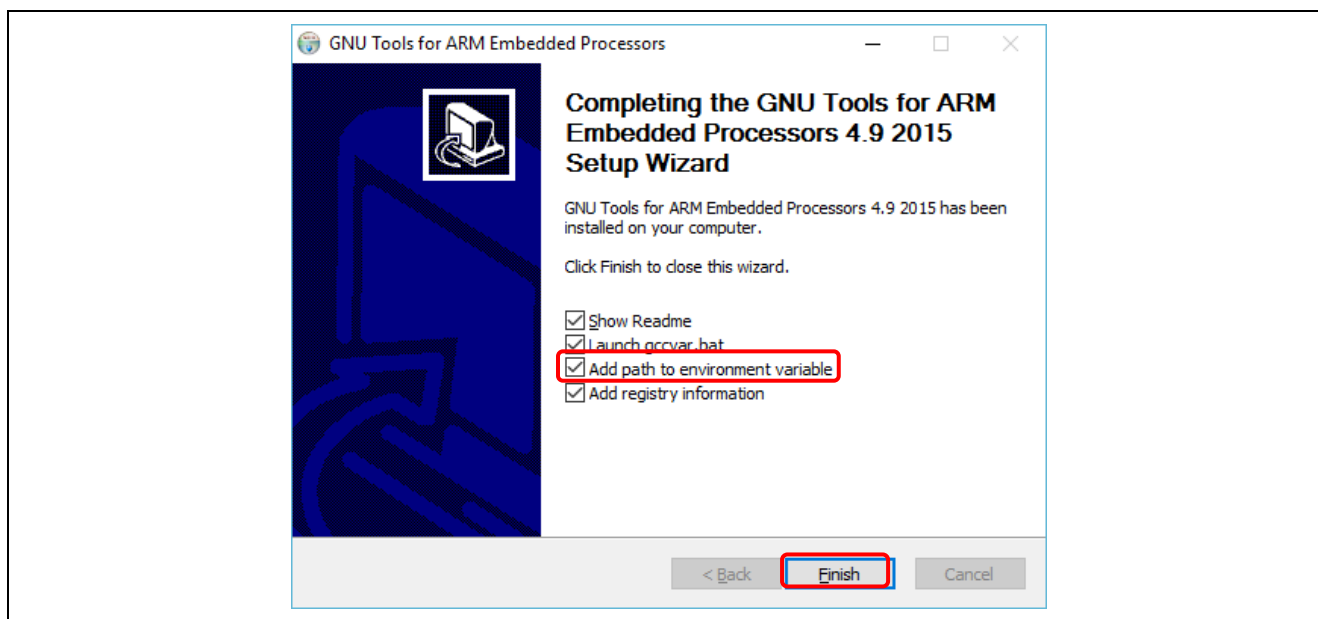 GNU Tools for ARM Embedded Processors
Completing the GNU Tools for ARM
Embedded Processors 4.9 2015
Setup Wizard
GNU Tools for ARM Embedded Processors 4.9 2015 has been
installed on your computer.
Click Finish to close this wizard.
Show Readme
Launch gccvar.bat
Add path to environment variable
Add registry information
< Back Finish Cancel